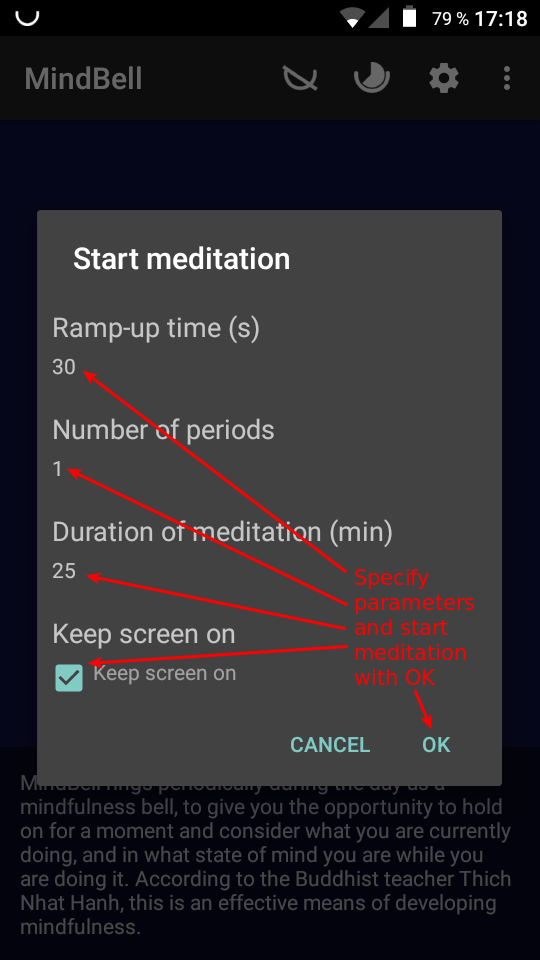 79 % 17:18
MindBell
Start meditation
Ramp-up time (s)
30
Number of periods
1
Duration of meditation (min)
25
Specify
parameters
and start
meditation
with OK
Keep screen on
Keep screen on
CANCEL OK
MindBell rings periodically during the day as a
mindfulness bell, to give you the opportunity to hold
on for a moment and consider what you are currently
doing, and in what state of mind you are while you
are doing it. According to the Buddhist teacher Thich
Nhat Hanh, this is an effective means of developing
mindfulness.